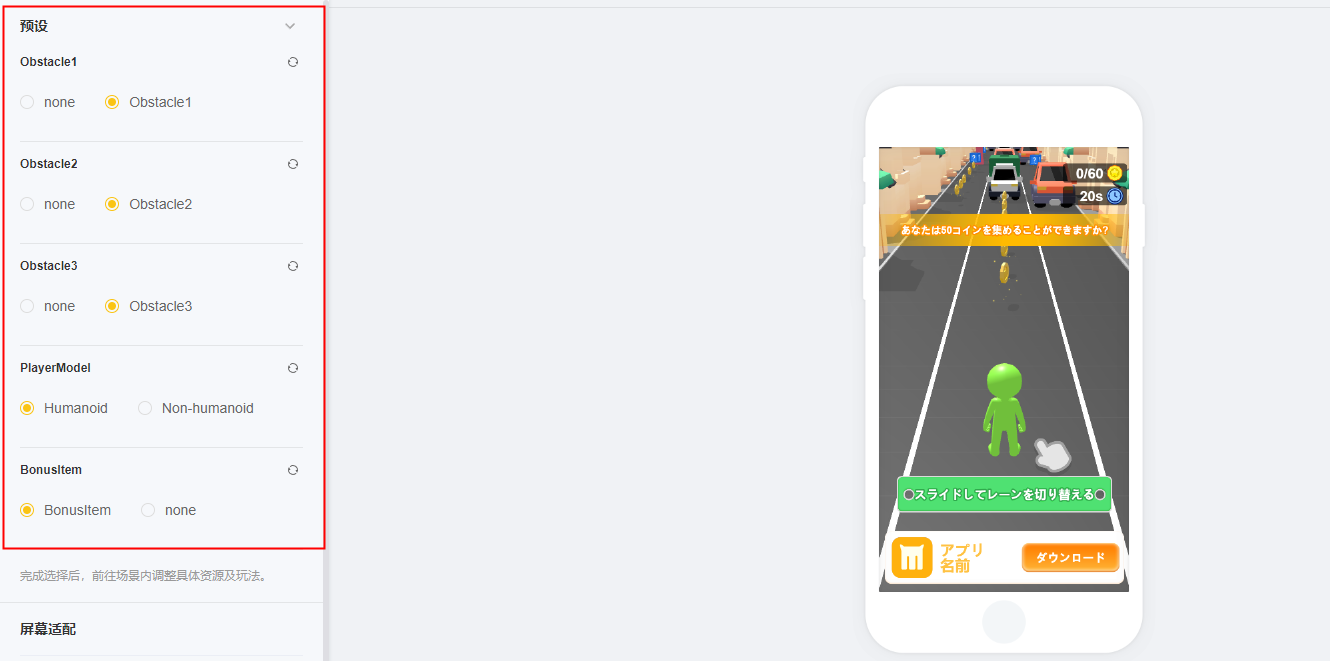 预设
Obstacle1
none
Obstacle1
Obstacle2
none
Obstacle2
Obstacle3
none
Obstacle3
PlayerModel
Humanoid
Non-humanoid
BonusItem
BonusItem
none
完成选择后，前往场景内调整具体资源及玩法。
屏幕适配
0/60
20s
あなたは50コインを集めることができますか?
スライドしてレーンを切り替える
アプリ
名前
ダウンロード